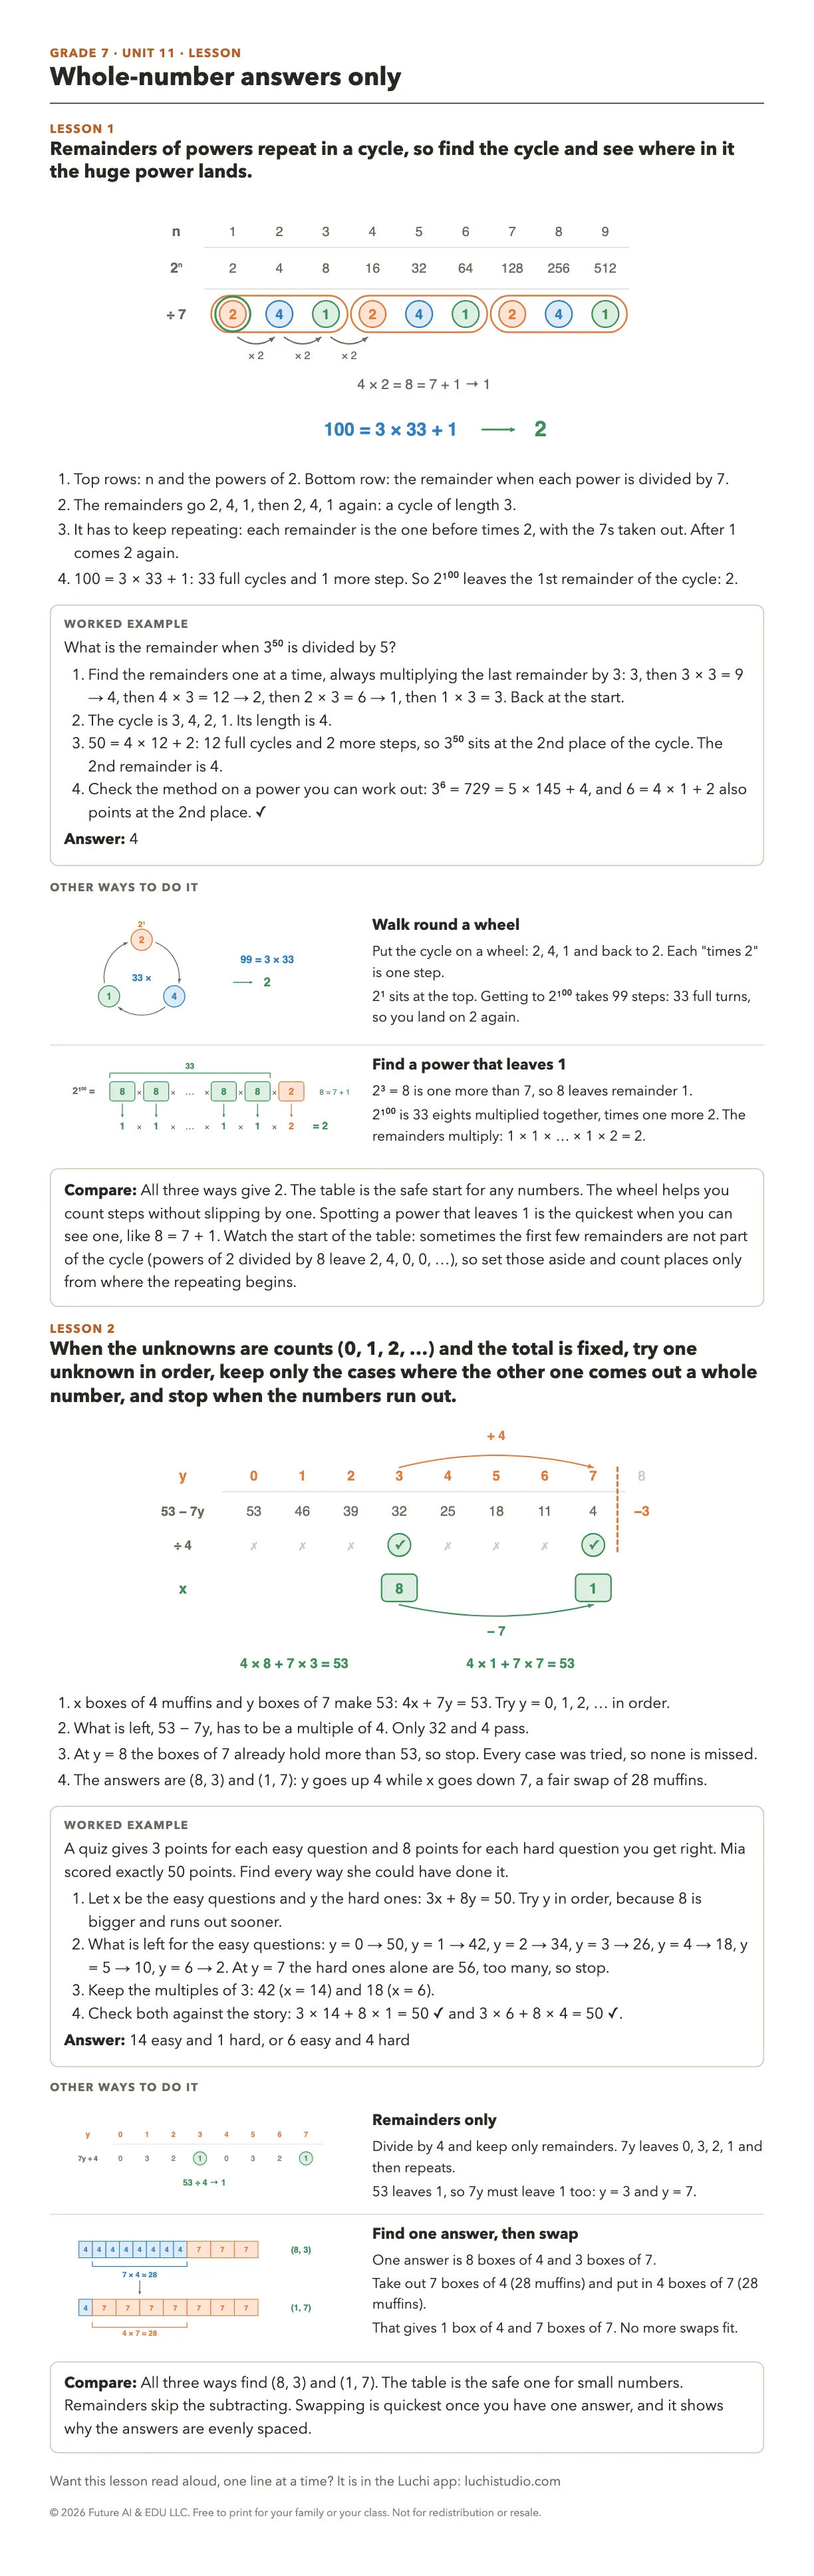 GRADE 7 · UNIT 11 · LESSON
Whole-number answers only
LESSON 1
Remainders of powers repeat in a cycle, so find the cycle and see where in it
the huge power lands.
n 1 2 3 4 5 6 7 8 9
2ⁿ 2 4 8 16 32 64 128 256 512
÷ 7 2 4 1 2 4 1 2 4 1
× 2 × 2 × 2
4 × 2 = 8 = 7 + 1 → 1
100 = 3 × 33 + 1 → 2
1. Top rows: n and the powers of 2. Bottom row: the remainder when each power is divided by 7.
2. The remainders go 2, 4, 1, then 2, 4, 1 again: a cycle of length 3.
3. It has to keep repeating: each remainder is the one before times 2, with the 7s taken out. After 1
comes 2 again.
4. 100 = 3 × 33 + 1: 33 full cycles and 1 more step. So 2¹⁰⁰ leaves the 1st remainder of the cycle: 2.
WORKED EXAMPLE
What is the remainder when 3⁵⁰ is divided by 5?
1. Find the remainders one at a time, always multiplying the last remainder by 3: 3, then 3 × 3 = 9
→ 4, then 4 × 3 = 12 → 2, then 2 × 3 = 6 → 1, then 1 × 3 = 3. Back at the start.
2. The cycle is 3, 4, 2, 1. Its length is 4.
3. 50 = 4 × 12 + 2: 12 full cycles and 2 more steps, so 3⁵⁰ sits at the 2nd place of the cycle. The
2nd remainder is 4.
4. Check the method on a power you can work out: 3⁶ = 729 = 5 × 145 + 4, and 6 = 4 × 1 + 2 also
points at the 2nd place. ✓
Answer: 4
OTHER WAYS TO DO IT
2¹
2
33 ×
1 4
99 = 3 × 33
→ 2
Walk round a wheel
Put the cycle on a wheel: 2, 4, 1 and back to 2. Each "times 2"
is one step.
2¹ sits at the top. Getting to 2¹⁰⁰ takes 99 steps: 33 full turns,
so you land on 2 again.
33
2¹⁰⁰ = 8 × 8 × … × 8 × 8 × 2 8 = 7 + 1
1 × 1 × … × 1 × 1 × 2 = 2
Find a power that leaves 1
2³ = 8 is one more than 7, so 8 leaves remainder 1.
2¹⁰⁰ is 33 eights multiplied together, times one more 2. The
remainders multiply: 1 × 1 × … × 1 × 2 = 2.
Compare: All three ways give 2. The table is the safe start for any numbers. The wheel helps you
count steps without slipping by one. Spotting a power that leaves 1 is the quickest when you can
see one, like 8 = 7 + 1. Watch the start of the table: sometimes the first few remainders are not part
of the cycle (powers of 2 divided by 8 leave 2, 4, 0, 0, …), so set those aside and count places only
from where the repeating begins.
LESSON 2
When the unknowns are counts (0, 1, 2, …) and the total is fixed, try one
unknown in order, keep only the cases where the other one comes out a whole
number, and stop when the numbers run out.
+ 4
y 0 1 2 3 4 5 6 7 8
53 − 7y 53 46 39 32 25 18 11 4 −3
÷ 4 ✗ ✗ ✗ ✓ ✗ ✗ ✗ ✓
x 8 1
− 7
4 × 8 + 7 × 3 = 53 4 × 1 + 7 × 7 = 53
1. x boxes of 4 muffins and y boxes of 7 make 53: 4x + 7y = 53. Try y = 0, 1, 2, … in order.
2. What is left, 53 − 7y, has to be a multiple of 4. Only 32 and 4 pass.
3. At y = 8 the boxes of 7 already hold more than 53, so stop. Every case was tried, so none is missed.
4. The answers are (8, 3) and (1, 7): y goes up 4 while x goes down 7, a fair swap of 28 muffins.
WORKED EXAMPLE
A quiz gives 3 points for each easy question and 8 points for each hard question you get right. Mia
scored exactly 50 points. Find every way she could have done it.
1. Let x be the easy questions and y the hard ones: 3x + 8y = 50. Try y in order, because 8 is
bigger and runs out sooner.
2. What is left for the easy questions: y = 0 → 50, y = 1 → 42, y = 2 → 34, y = 3 → 26, y = 4 → 18, y
= 5 → 10, y = 6 → 2. At y = 7 the hard ones alone are 56, too many, so stop.
3. Keep the multiples of 3: 42 (x = 14) and 18 (x = 6).
4. Check both against the story: 3 × 14 + 8 × 1 = 50 ✓ and 3 × 6 + 8 × 4 = 50 ✓.
Answer: 14 easy and 1 hard, or 6 easy and 4 hard
OTHER WAYS TO DO IT
y 0 1 2 3 4 5 6 7
7y ÷ 4 0 3 2 1 0 3 2 1
53 ÷ 4 → 1
Remainders only
Divide by 4 and keep only remainders. 7y leaves 0, 3, 2, 1 and
then repeats.
53 leaves 1, so 7y must leave 1 too: y = 3 and y = 7.
4 4 4 4 4 4 4 4 7 7 7 (8, 3)
7 × 4 = 28
4 7 7 7 7 7 7 7 (1, 7)
4 × 7 = 28
Find one answer, then swap
One answer is 8 boxes of 4 and 3 boxes of 7.
Take out 7 boxes of 4 (28 muffins) and put in 4 boxes of 7 (28
muffins).
That gives 1 box of 4 and 7 boxes of 7. No more swaps fit.
Compare: All three ways find (8, 3) and (1, 7). The table is the safe one for small numbers.
Remainders skip the subtracting. Swapping is quickest once you have one answer, and it shows
why the answers are evenly spaced.
Want this lesson read aloud, one line at a time? It is in the Luchi app: luchistudio.com
© 2026 Future AI & EDU LLC. Free to print for your family or your class. Not for redistribution or resale.